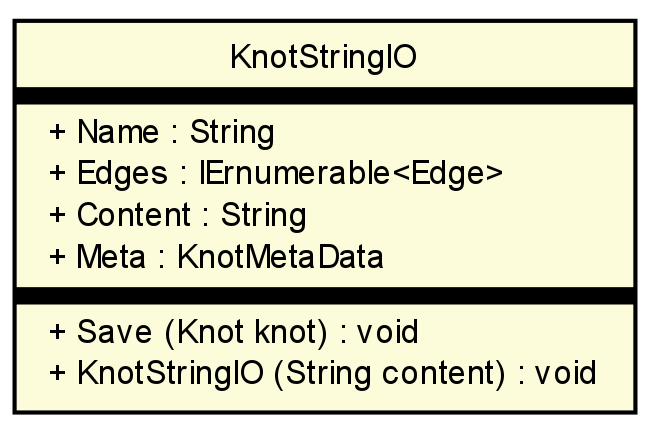 KnotStringIO
+ Name : String
+ Edges : IErnumerable<Edge>
+ Content : String
+ Meta : KnotMetaData
+ Save (Knot knot) : void
+ KnotStringIO (String content) : void